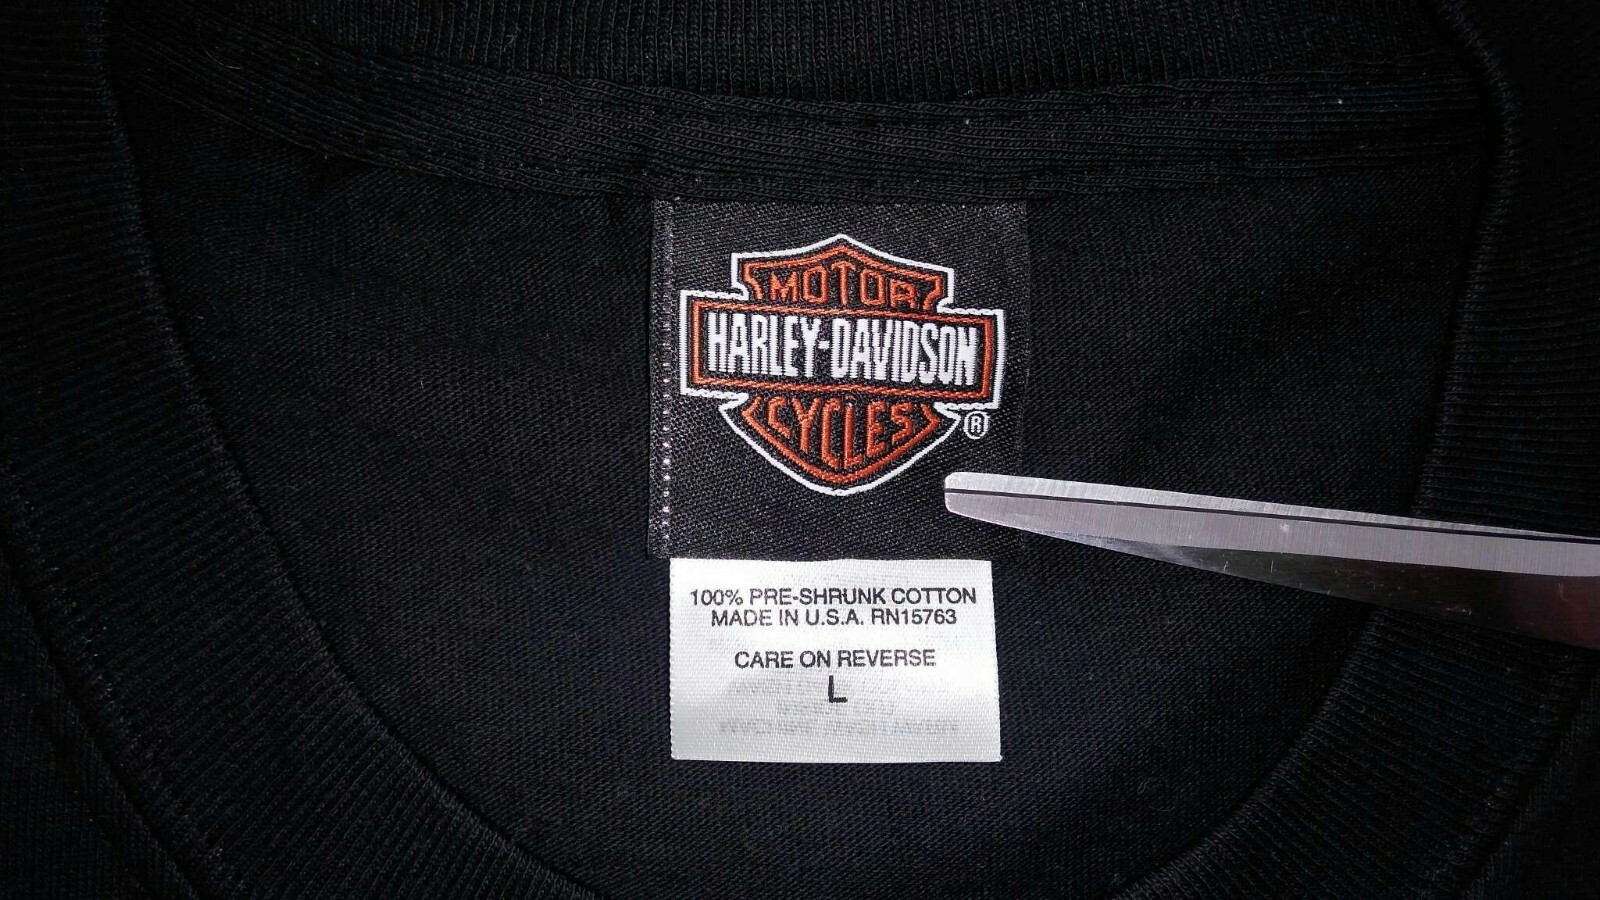 MOTOR
HARLEY-DAVIDSON
CYCLES
®
100% PRE-SHRUNK COTTON
MADE IN U.S.A. RN15763
CARE ON REVERSE
L